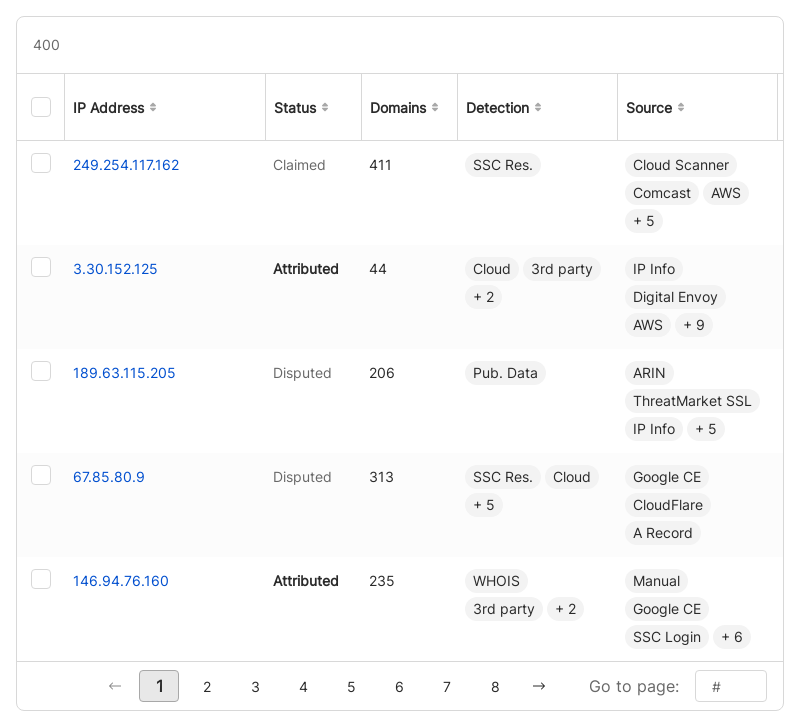 400
IP Address Status Domains Detection Source
249.254.117.162 Claimed 411 SSC Res. Cloud Scanner
Comcast AWS
+ 5
3.30.152.125 Attributed 44 Cloud 3rd party IP Info
+ 2 Digital Envoy
AWS + 9
189.63.115.205 Disputed 206 Pub. Data ARIN
ThreatMarket SSL
IP Info + 5
67.85.80.9 Disputed 313 SSC Res. Cloud Google CE
+ 5 CloudFlare
A Record
146.94.76.160 Attributed 235 WHOIS Manual
3rd party + 2 Google CE
SSC Login + 6
← 1 2 3 4 5 6 7 8 → Go to page: #